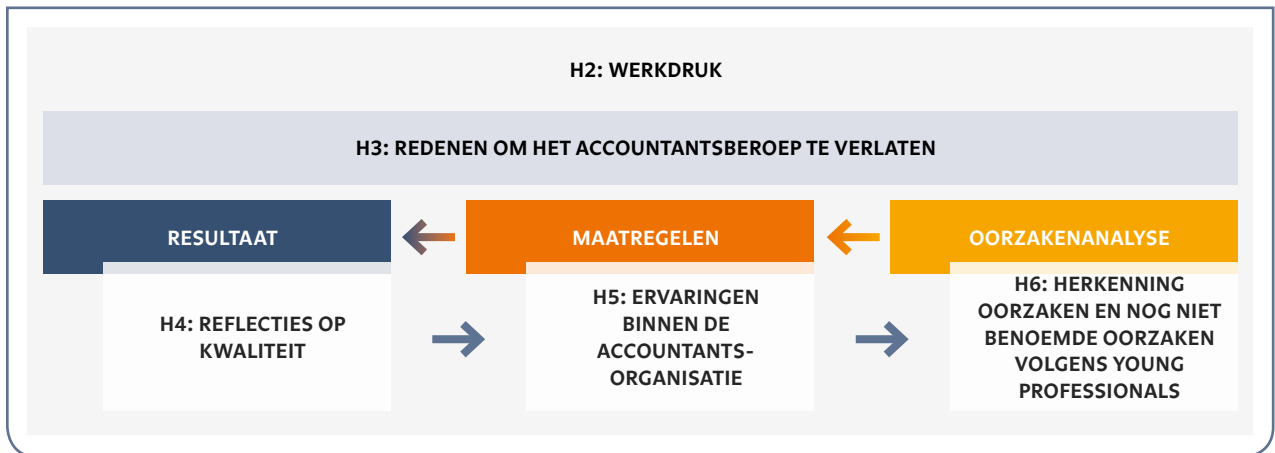 H2: WERKDRUK
H3: REDENEN OM HET ACCOUNTANTSBEROEP TE VERLATEN
RESULTAAT
MAATREGELEN
OORZAKENANALYSE
H4: REFLECTIES OP
KWALITEIT
H5: ERVARINGEN
BINNEN DE
ACCOUNTANTS-
ORGANISATIE
H6: HERKENNING
OORZAKEN EN NOG NIET
BENOEMDE OORZAKEN
VOLGENS YOUNG
PROFESSIONALS